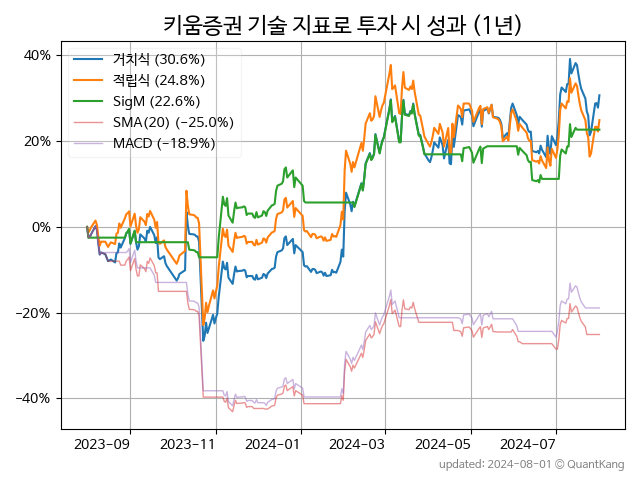 키움증권 기술 지표로 투자 시 성과 (1년)
거치식 (30.6%)
적립식 (24.8%)
SigM (22.6%)
SMA(20) (−25.0%)
MACD (−18.9%)
40%
20%
0%
−20%
−40%
2023-09
2023-11
2024-01
2024-03
2024-05
2024-07
updated: 2024-08-01 © QuantKang